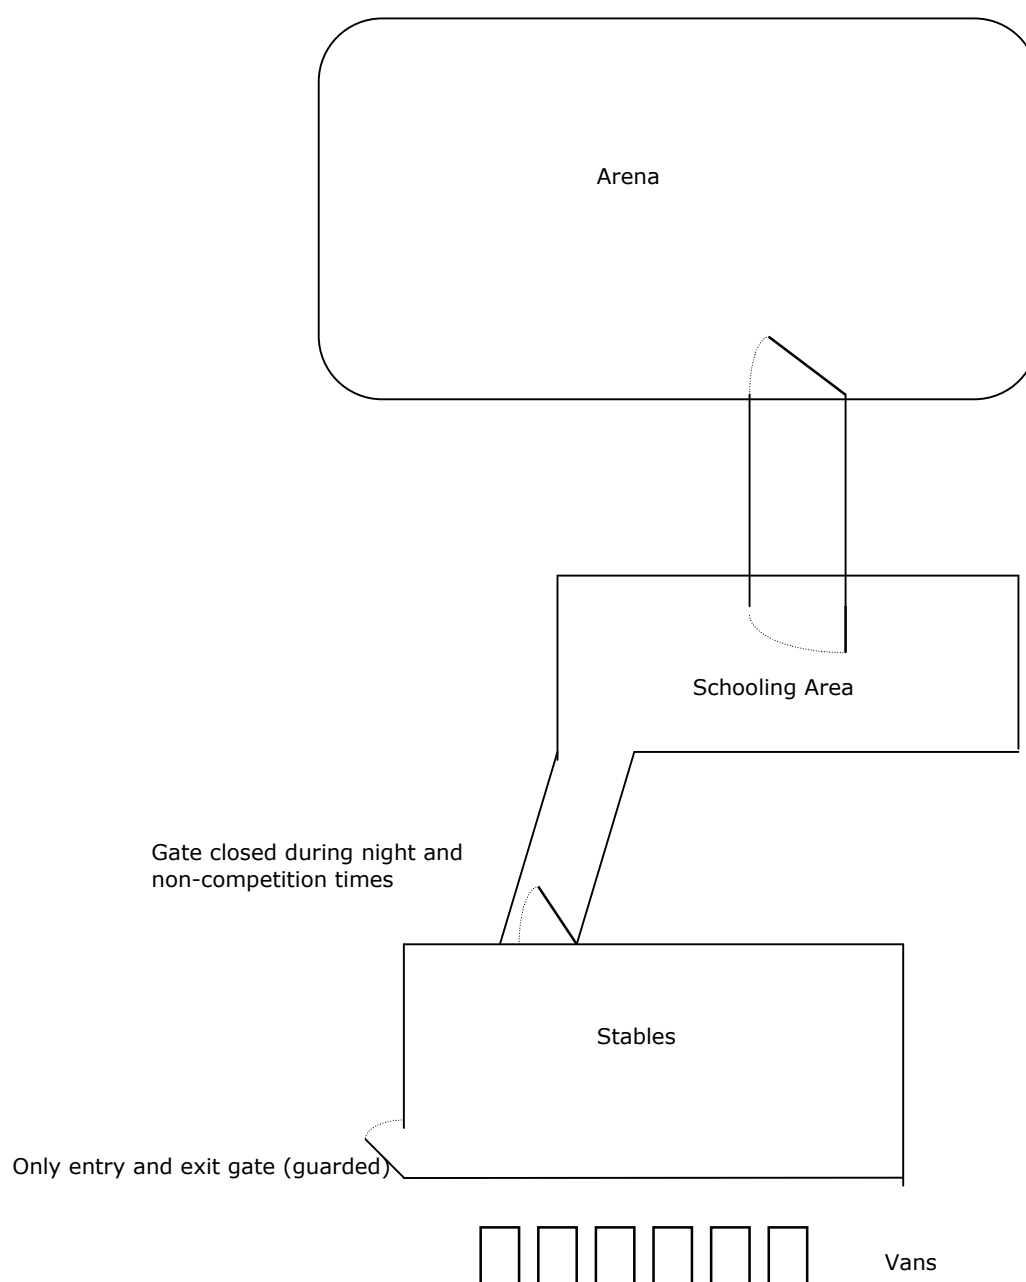 Arena
Schooling Area
Gate closed during night and
non-competition times
Stables
Only entry and exit gate (guarded)
Vans